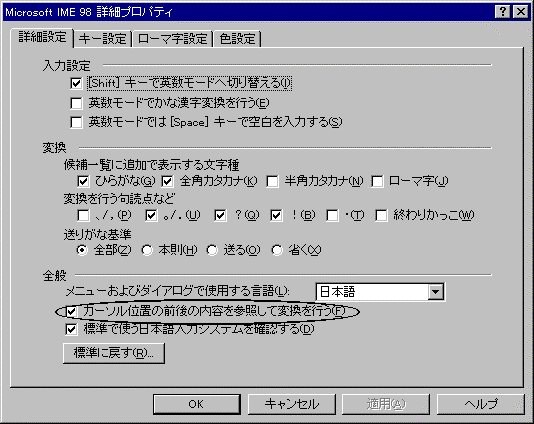 Microsoft IME 98 詳細プロパティ
詳細設定 キー設定 ローマ字設定 色設定
入力設定
[Shift] キーで英数モードへ切り替える(I)
英数モードでかな漢字変換を行う(E)
英数モードでは [Space] キーで空白を入力する(S)
変換
候補一覧に追加で表示する文字種
ひらがな(G) 全角カタカナ(K) 半角カタカナ(N) ローマ字(J)
変換を行う句読点など
、/，(P) 。/．(U) ？(Q) ！(B) ・(T) 終わりかっこ(W)
送りがな基準
全部(Z) 本則(H) 送る(O) 省く(X)
全般
メニューおよびダイアログで使用する言語(L): 日本語
カーソル位置の前後の内容を参照して変換を行う(F)
標準で使う日本語入力システムを確認する(D)
標準に戻す(R)...
OK キャンセル 適用(A) ヘルプ